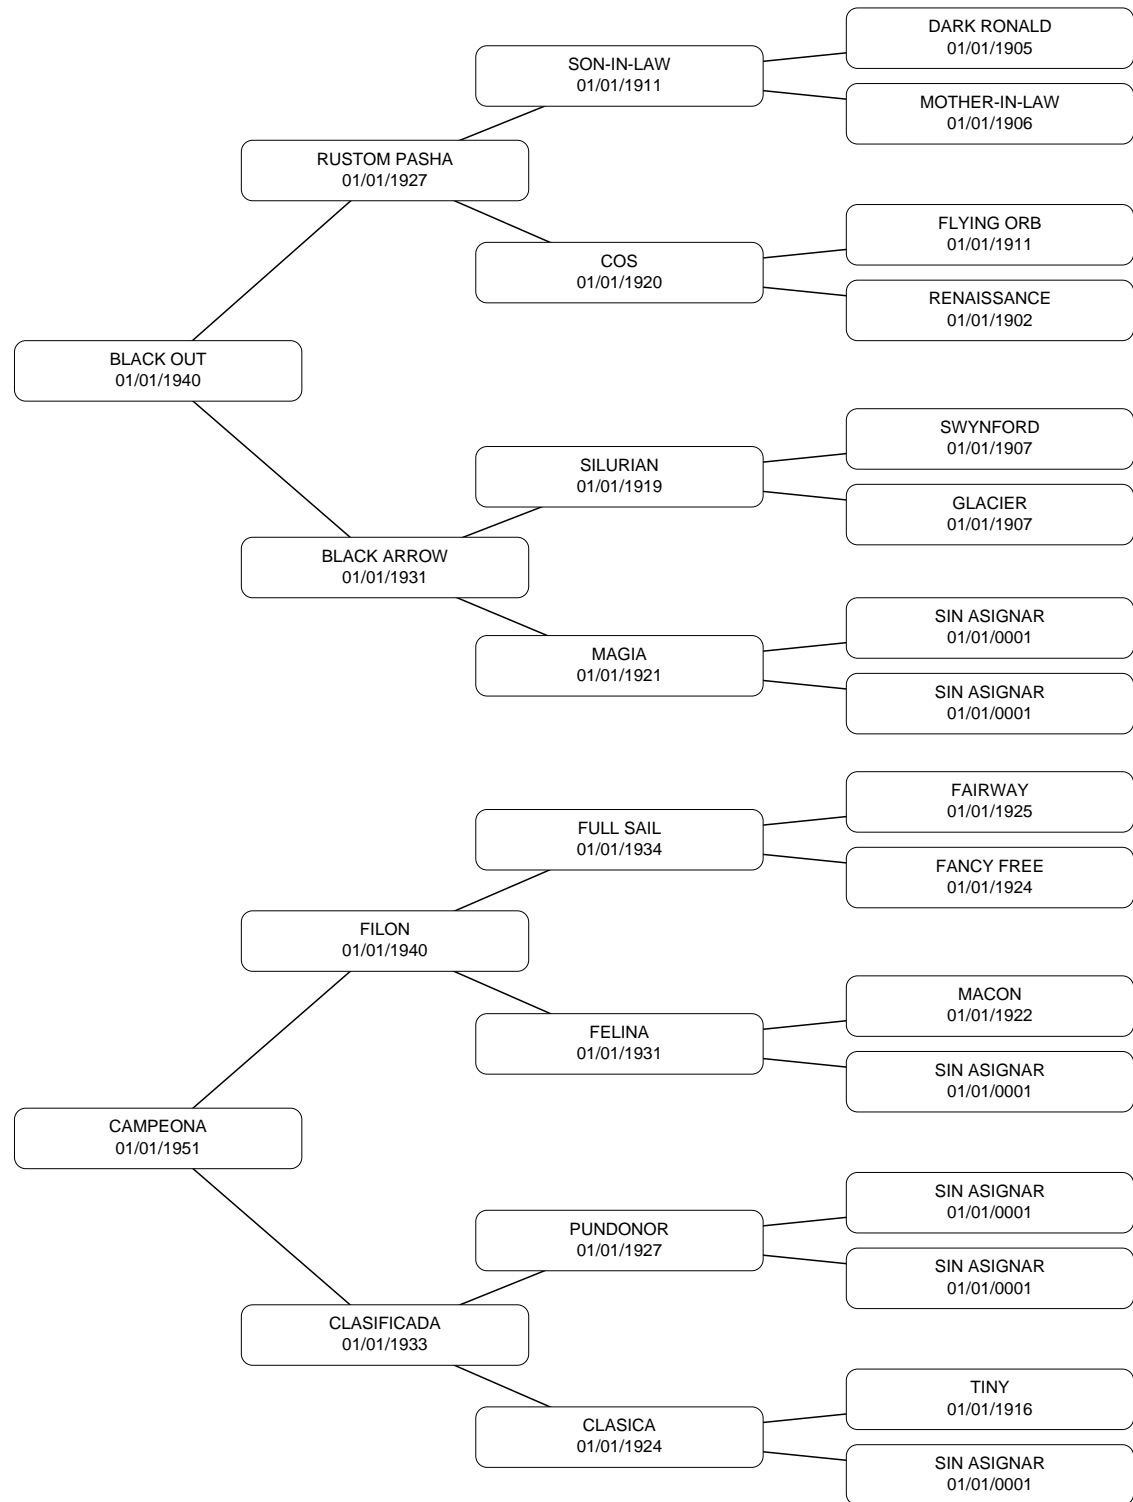 DARK RONALD
01/01/1905
SON-IN-LAW
01/01/1911
MOTHER-IN-LAW
01/01/1906
RUSTOM PASHA
01/01/1927
FLYING ORB
01/01/1911
COS
01/01/1920
RENAISSANCE
01/01/1902
BLACK OUT
01/01/1940
SWYNFORD
01/01/1907
SILURIAN
01/01/1919
GLACIER
01/01/1907
BLACK ARROW
01/01/1931
SIN ASIGNAR
01/01/0001
MAGIA
01/01/1921
SIN ASIGNAR
01/01/0001
FAIRWAY
01/01/1925
FULL SAIL
01/01/1934
FANCY FREE
01/01/1924
FILON
01/01/1940
MACON
01/01/1922
FELINA
01/01/1931
SIN ASIGNAR
01/01/0001
CAMPEONA
01/01/1951
SIN ASIGNAR
01/01/0001
PUNDONOR
01/01/1927
SIN ASIGNAR
01/01/0001
CLASIFICADA
01/01/1933
TINY
01/01/1916
CLASICA
01/01/1924
SIN ASIGNAR
01/01/0001